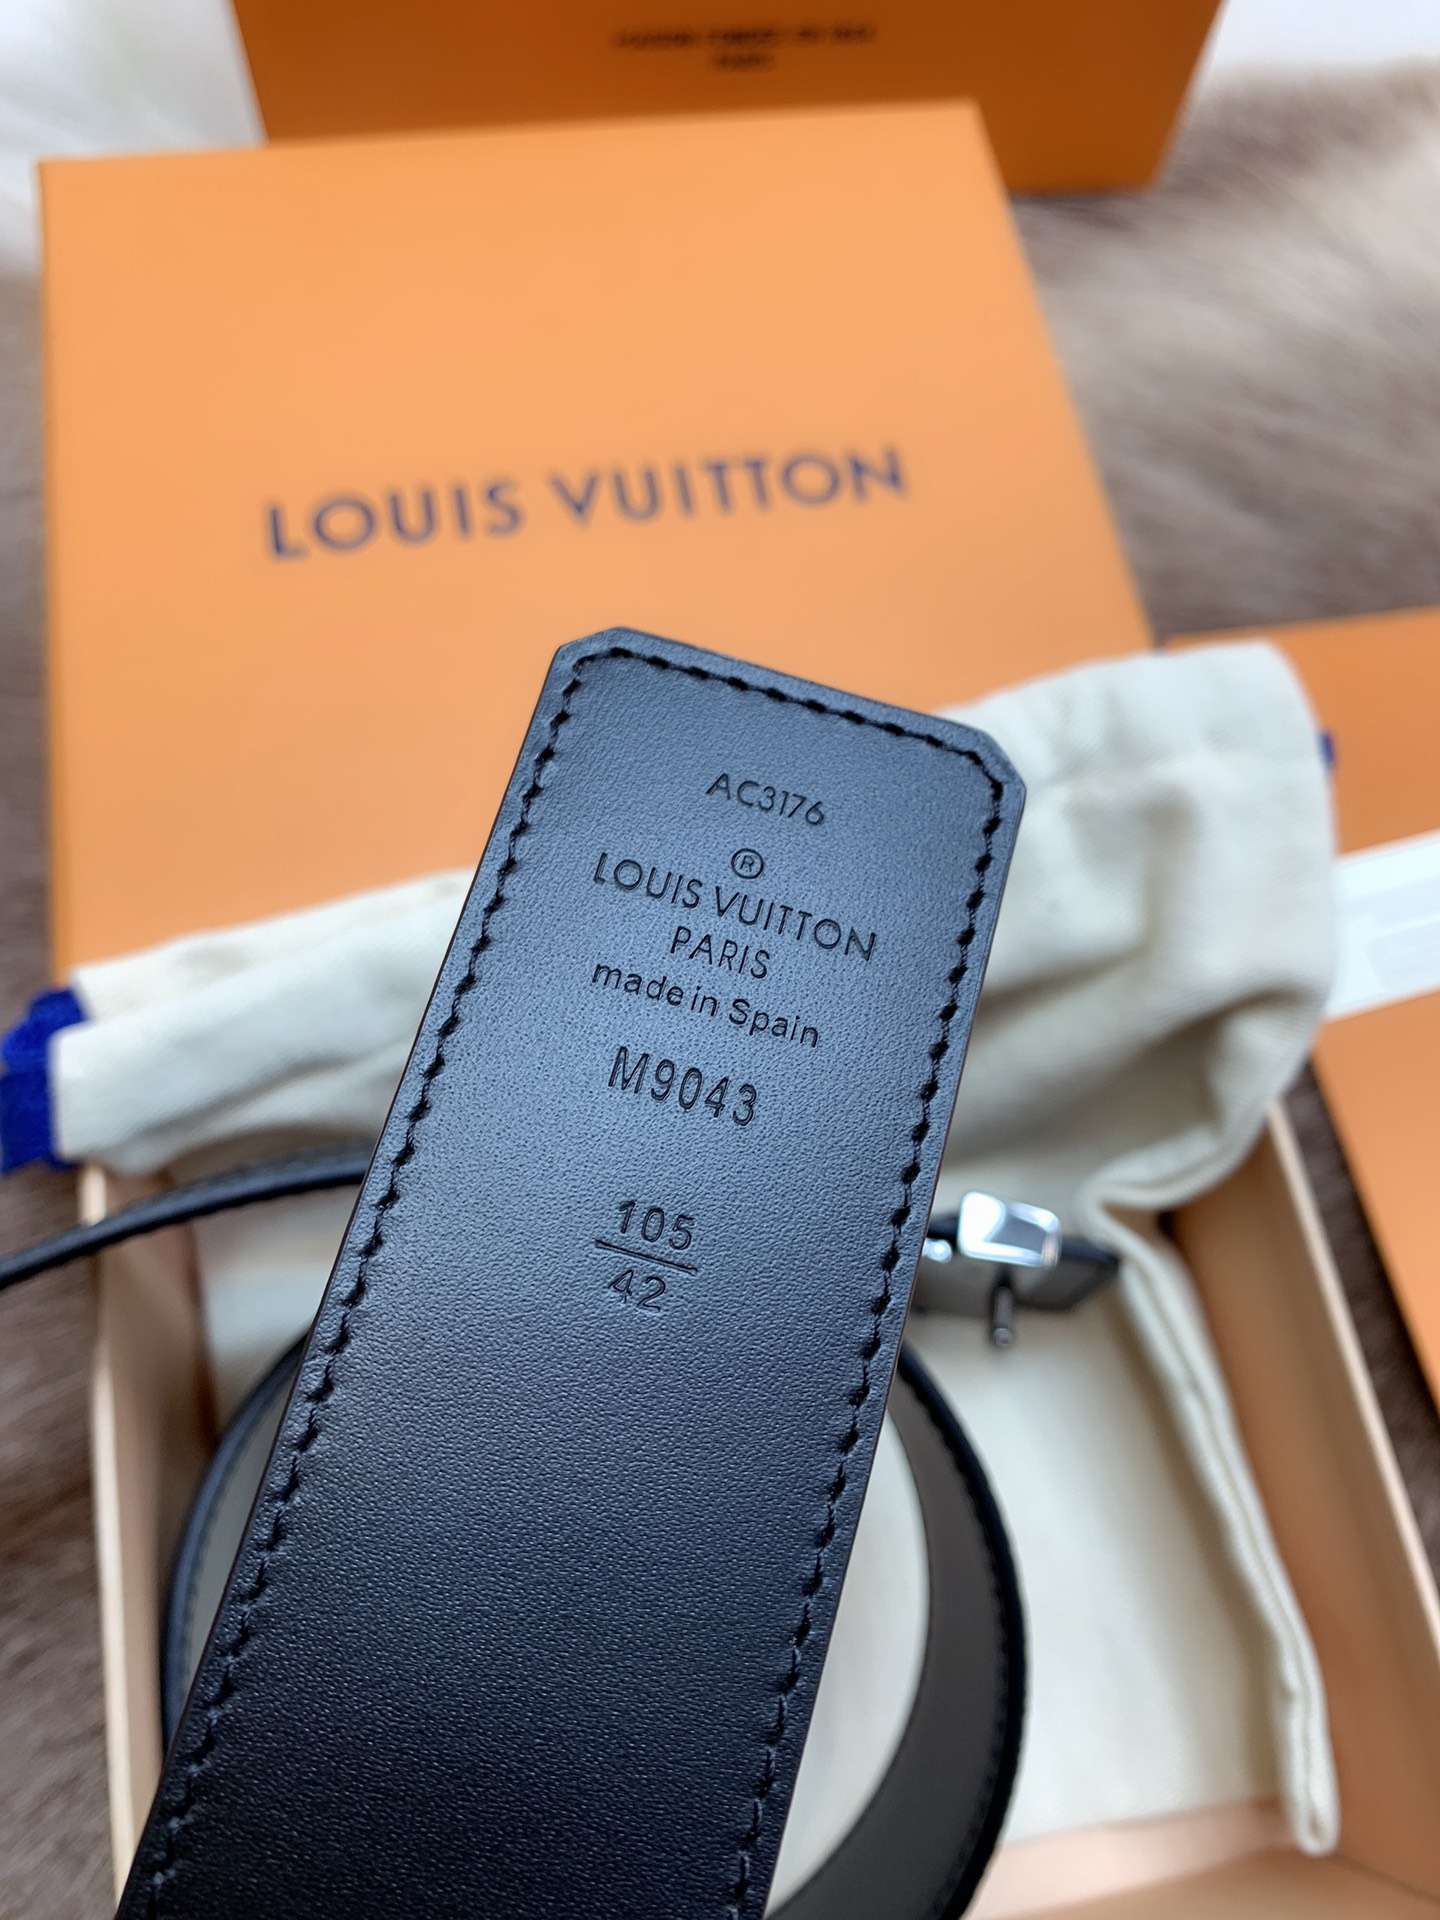 LOUIS VUITTON
AC3176
®
LOUIS VUITTON
PARIS
made in Spain
M9043
105
42